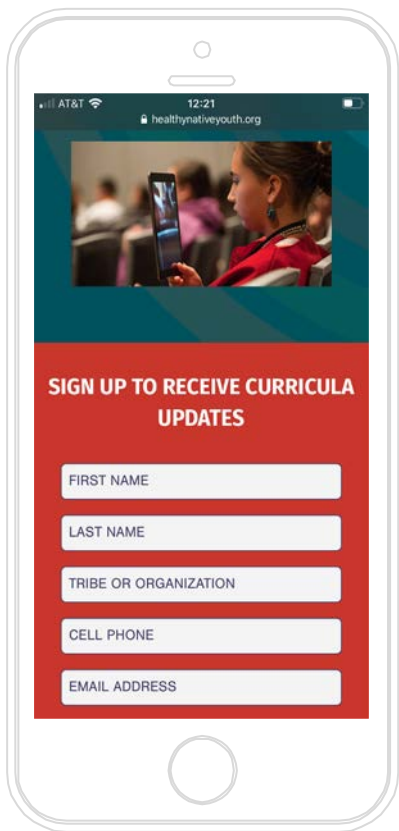 AT&T 12:21
healthynativeyouth.org
SIGN UP TO RECEIVE CURRICULA
UPDATES
FIRST NAME
LAST NAME
TRIBE OR ORGANIZATION
CELL PHONE
EMAIL ADDRESS